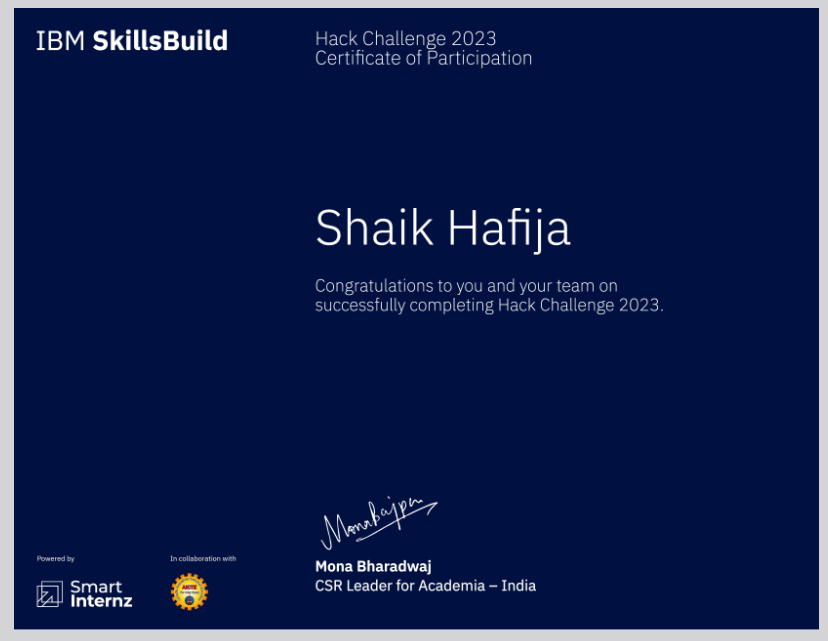 IBM SkillsBuild
Hack Challenge 2023
Certificate of Participation
Shaik Hafija
Congratulations to you and your team on
successfully completing Hack Challenge 2023.
Mona Bharadwaj
CSR Leader for Academia – India
Powered by
Smart
Internz
In collaboration with
AICTE